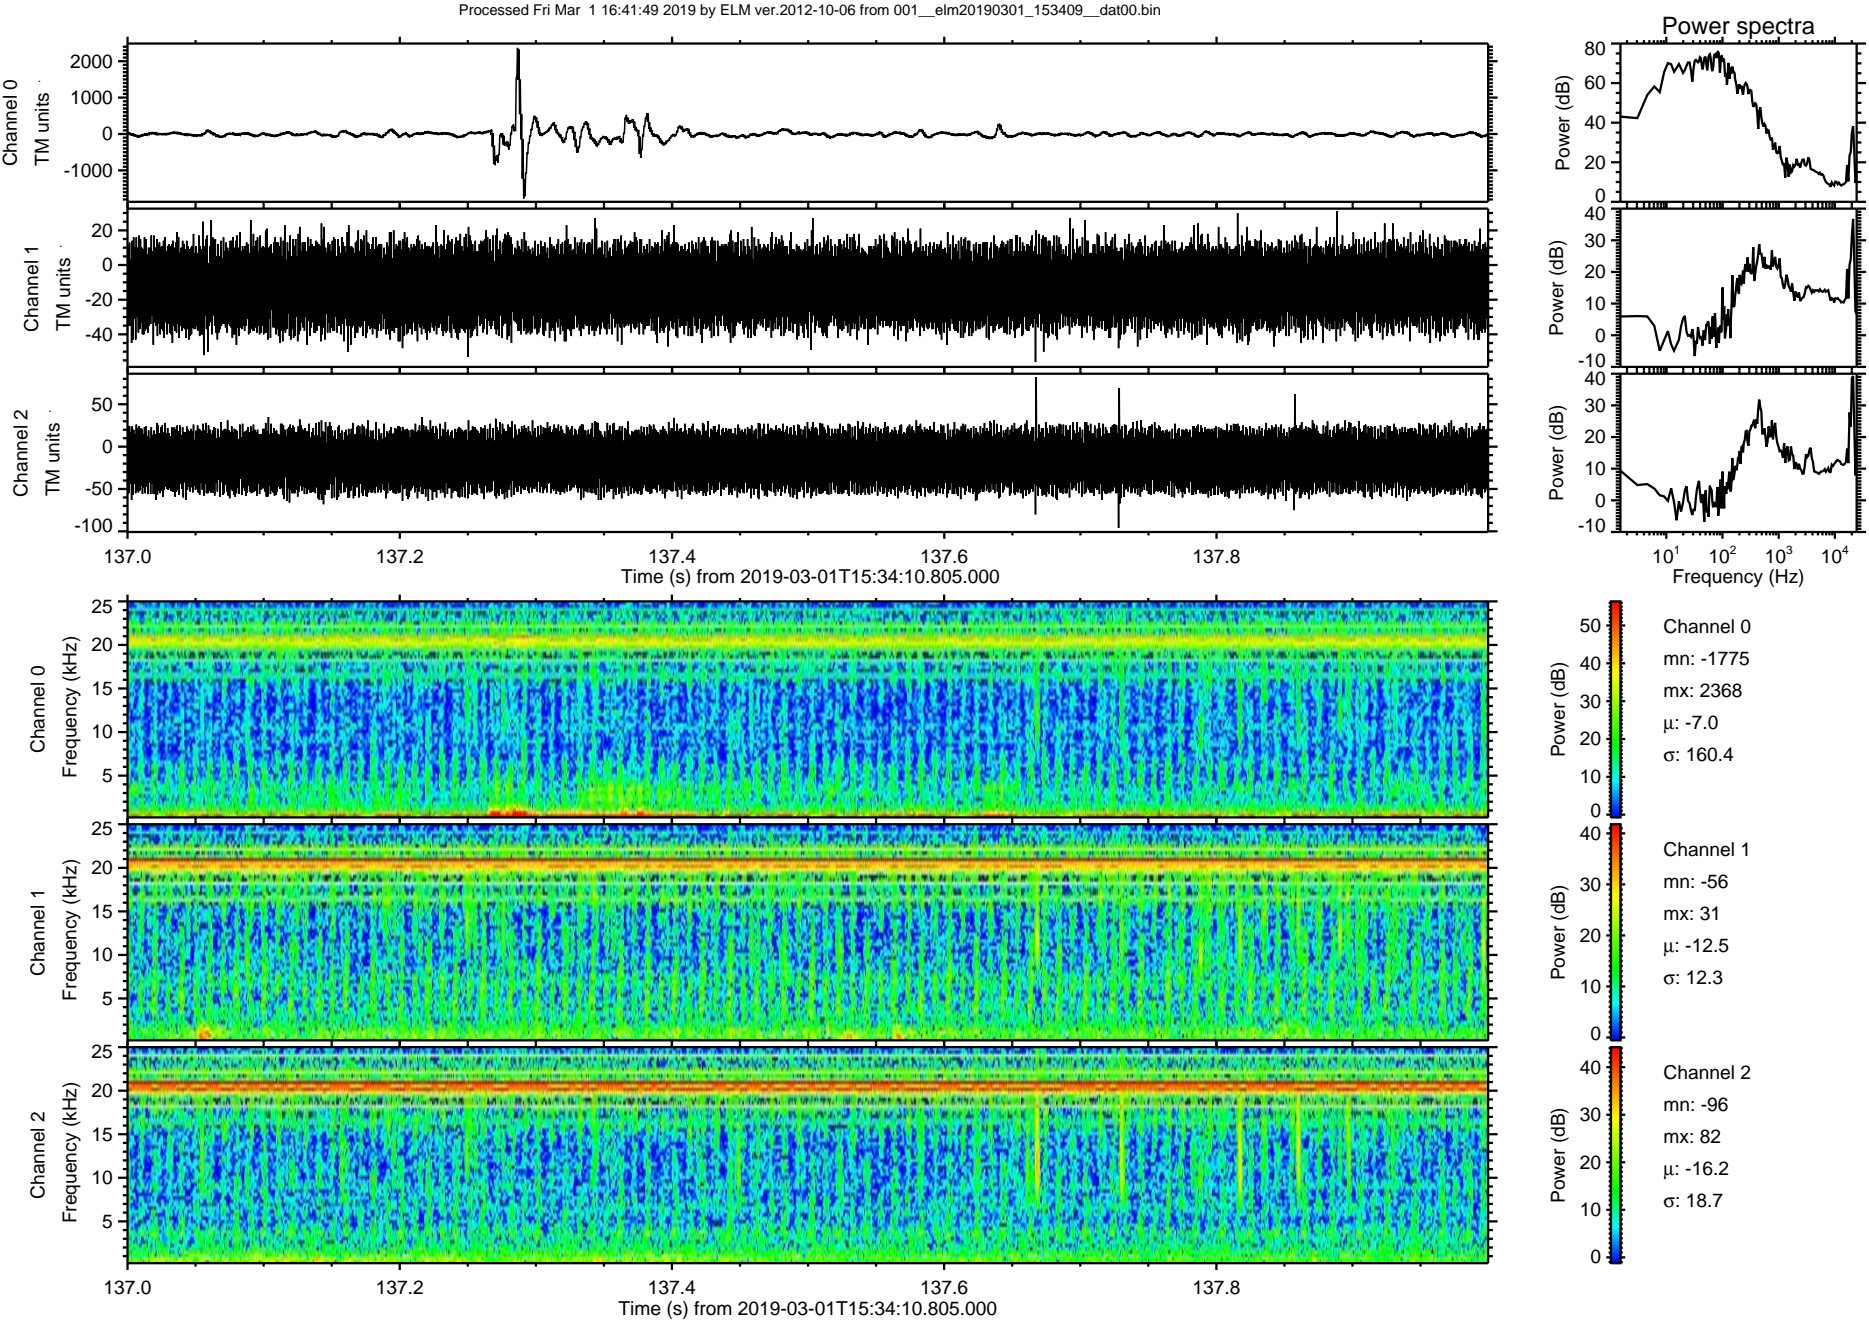 Processed Fri Mar 1 16:41:49 2019 by ELM ver.2012-10-06 from 001__elm20190301_153409__dat00.bin
Power spectra
Channel 0
TM units
2000
1000
0
-1000
Power (dB)
80
60
40
20
0
Channel 1
TM units
20
0
-20
-40
Power (dB)
40
30
20
10
0
-10
Channel 2
TM units
50
0
-50
-100
Power (dB)
40
30
20
10
0
-10
137.0 137.2 137.4 137.6 137.8
Time (s) from 2019-03-01T15:34:10.805.000
10^1 10^2 10^3 10^4
Frequency (Hz)
Channel 0
Frequency (kHz)
25
20
15
10
5
Power (dB)
50
40
30
20
10
0
Channel 0
mn: -1775
mx: 2368
μ: -7.0
σ: 160.4
Channel 1
Frequency (kHz)
25
20
15
10
5
Power (dB)
40
30
20
10
0
Channel 1
mn: -56
mx: 31
μ: -12.5
σ: 12.3
Channel 2
Frequency (kHz)
25
20
15
10
5
Power (dB)
40
30
20
10
0
Channel 2
mn: -96
mx: 82
μ: -16.2
σ: 18.7
137.0 137.2 137.4 137.6 137.8
Time (s) from 2019-03-01T15:34:10.805.000